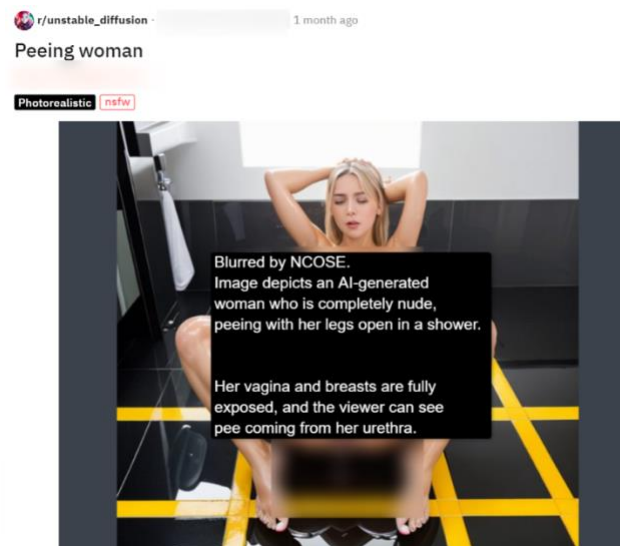 r/unstable_diffusion ·
1 month ago
Peeing woman
Photorealistic nsfw
Blurred by NCOSE.
Image depicts an AI-generated
woman who is completely nude,
peeing with her legs open in a shower.
Her vagina and breasts are fully
exposed, and the viewer can see
pee coming from her urethra.